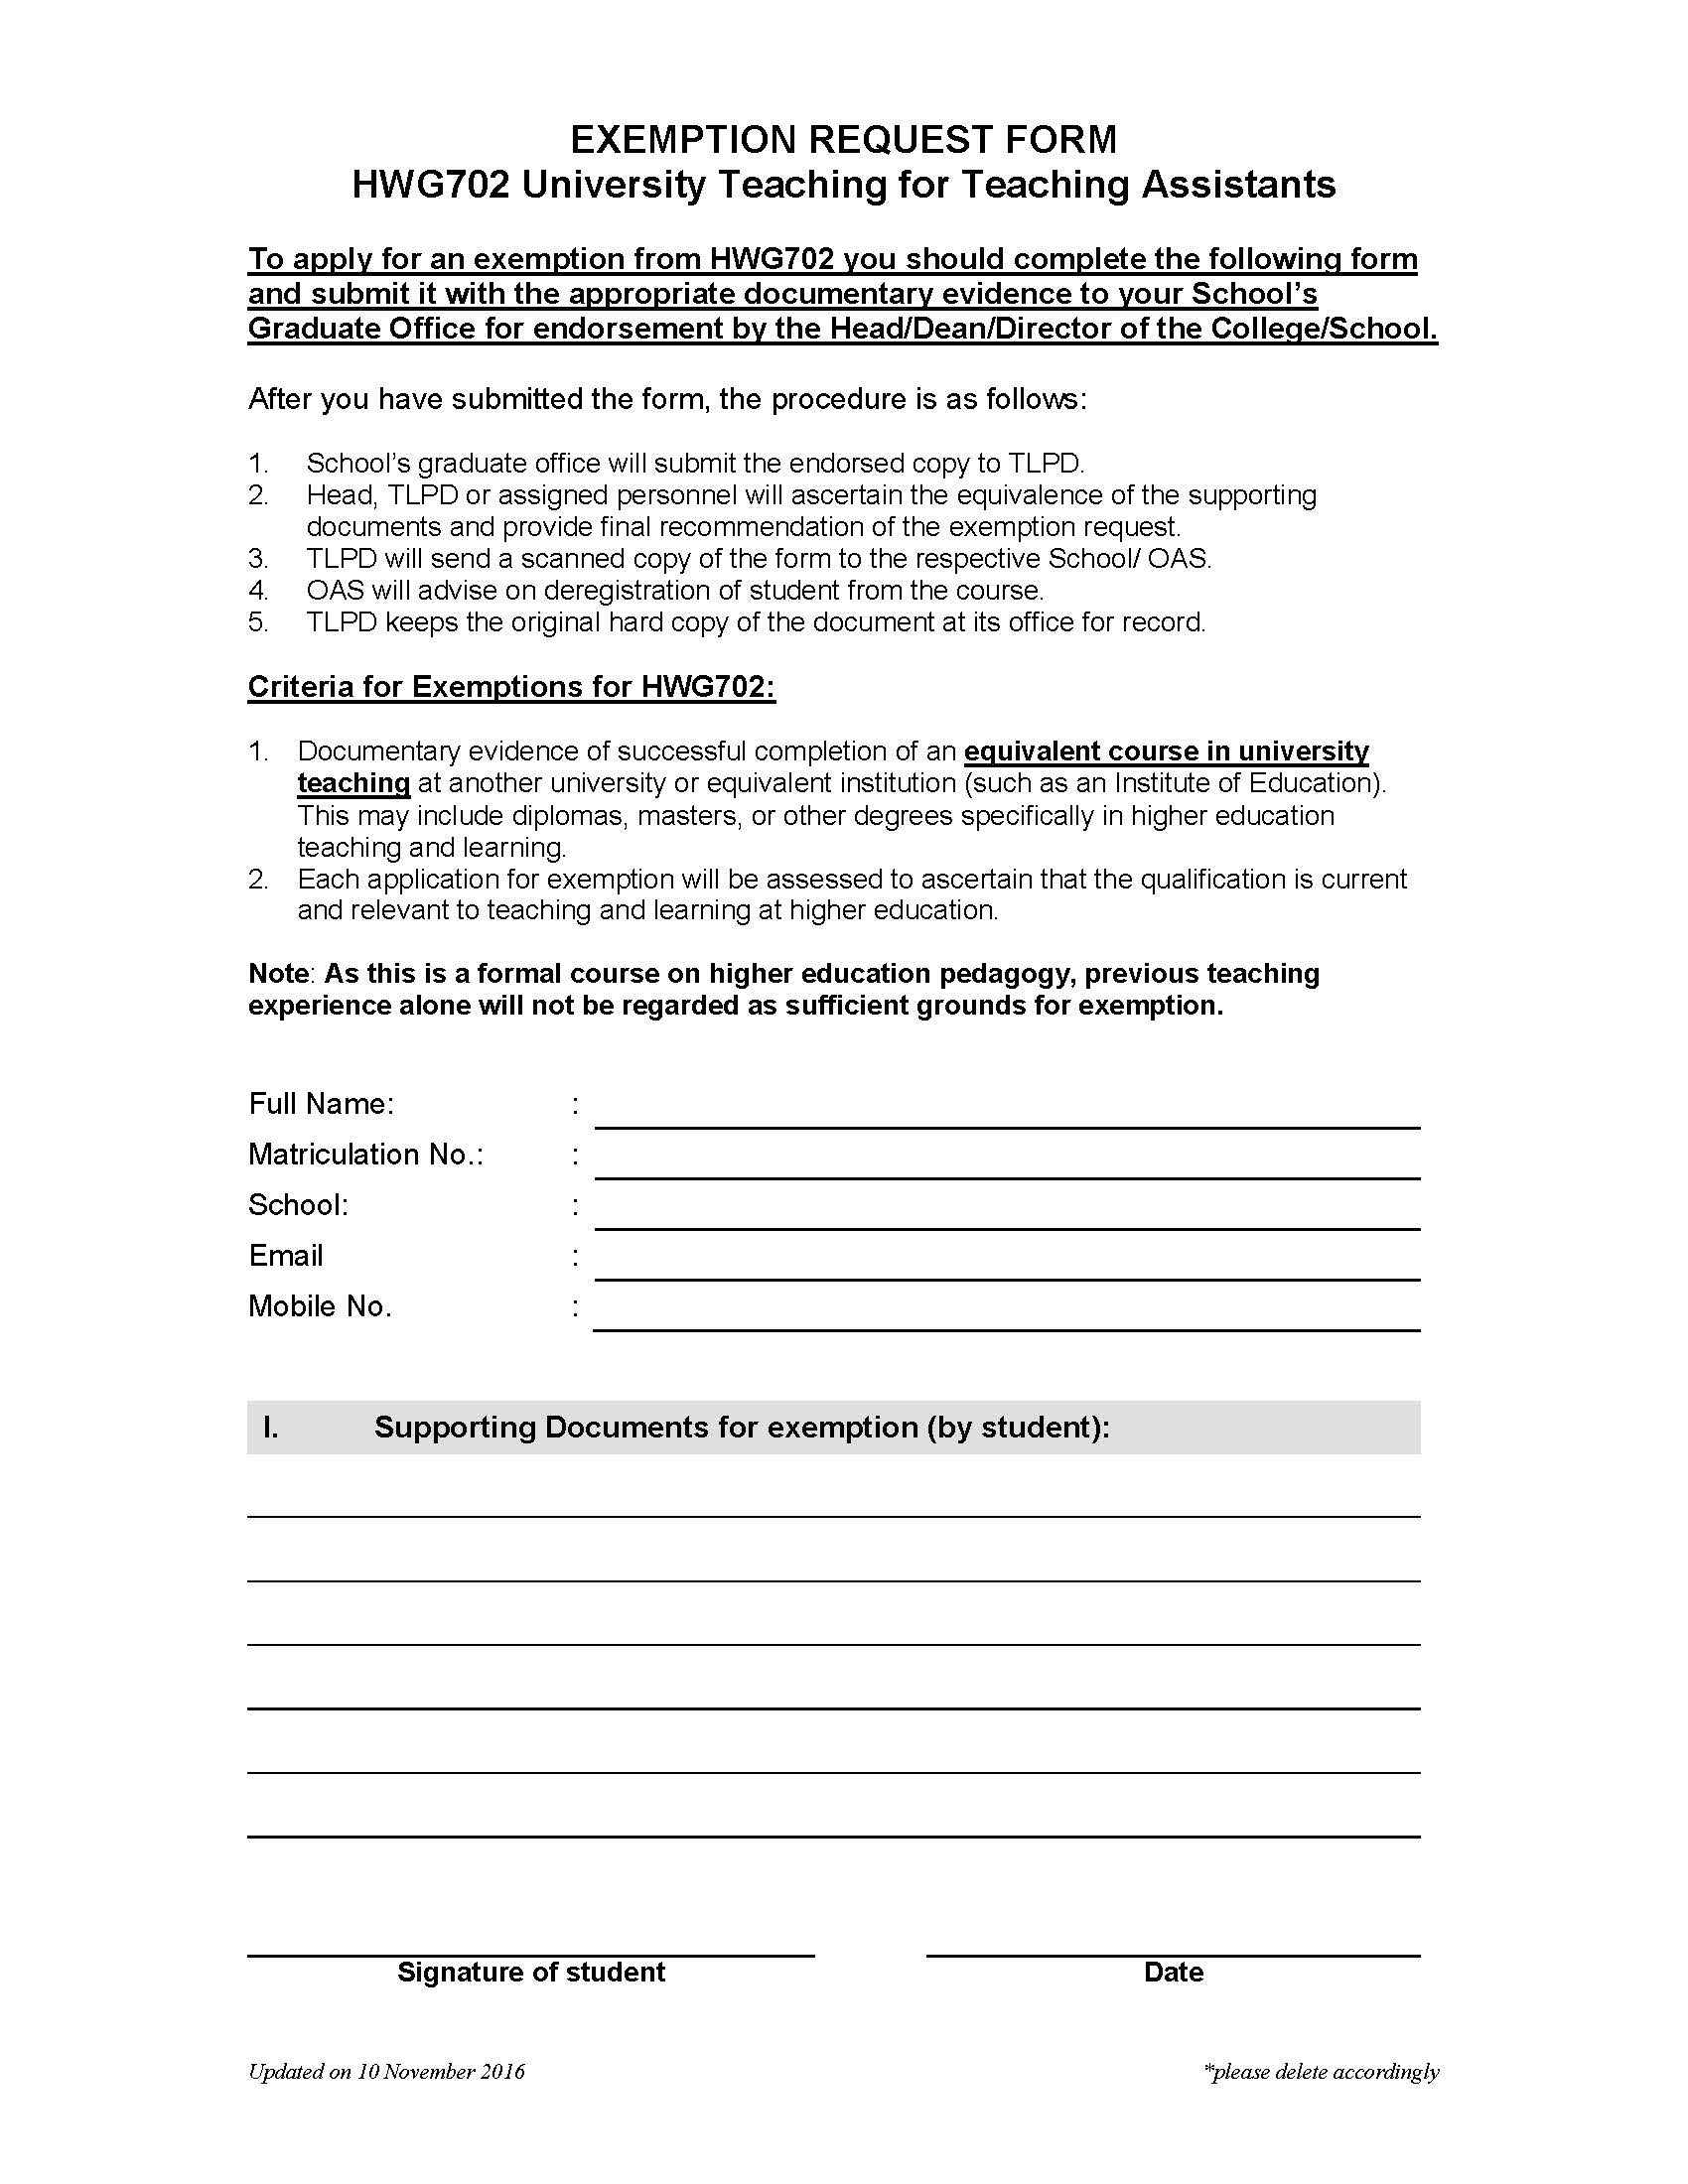 EXEMPTION REQUEST FORM
HWG702 University Teaching for Teaching Assistants
To apply for an exemption from HWG702 you should complete the following form
and submit it with the appropriate documentary evidence to your School’s
Graduate Office for endorsement by the Head/Dean/Director of the College/School.
After you have submitted the form, the procedure is as follows:
1. School’s graduate office will submit the endorsed copy to TLPD.
2. Head, TLPD or assigned personnel will ascertain the equivalence of the supporting
documents and provide final recommendation of the exemption request.
3. TLPD will send a scanned copy of the form to the respective School/ OAS.
4. OAS will advise on deregistration of student from the course.
5. TLPD keeps the original hard copy of the document at its office for record.
Criteria for Exemptions for HWG702:
1. Documentary evidence of successful completion of an equivalent course in university
teaching at another university or equivalent institution (such as an Institute of Education).
This may include diplomas, masters, or other degrees specifically in higher education
teaching and learning.
2. Each application for exemption will be assessed to ascertain that the qualification is current
and relevant to teaching and learning at higher education.
Note: As this is a formal course on higher education pedagogy, previous teaching
experience alone will not be regarded as sufficient grounds for exemption.
Full Name: :
Matriculation No.: :
School: :
Email :
Mobile No. :
I. Supporting Documents for exemption (by student):
Signature of student Date
Updated on 10 November 2016 *please delete accordingly